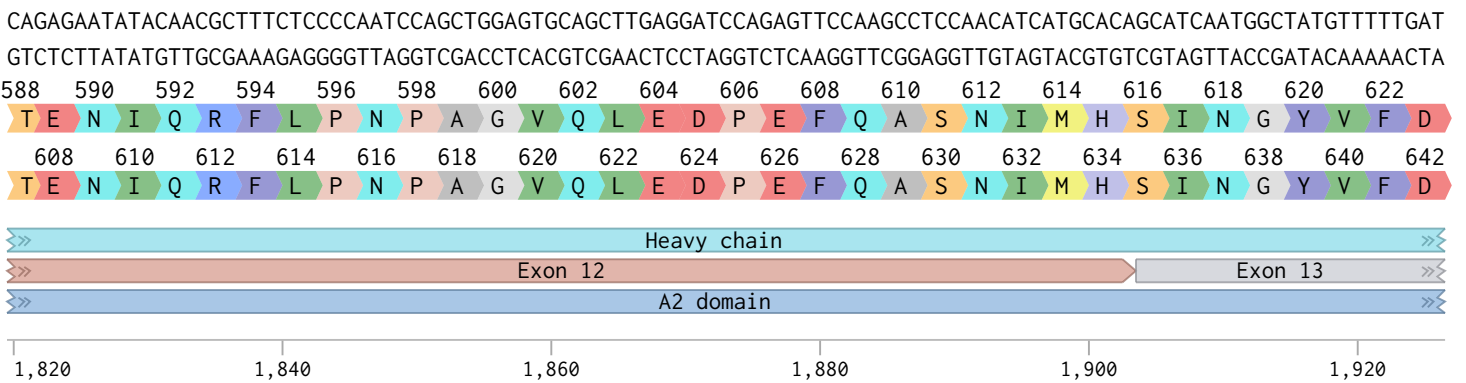 CAGAGAATATACAACGCTTTCTCCCCAATCCAGCTGGAGTGCAGCTTGAGGATCCAGAGTTCCAAGCCTCCAACATCATGCACAGCATCAATGGCTATGTTTTTGAT
GTCTCTTATATGTTGCGAAAGAGGGGTTAGGTCGACCTCACGTCGAACTCCTAGGTCTCAAGGTTCGGAGGTTGTAGTACGTGTCGTAGTTACCGATACAAAAACTA
588 590 592 594 596 598 600 602 604 606 608 610 612 614 616 618 620 622
T E N I Q R F L P N P A G V Q L E D P E F Q A S N I M H S I N G Y V F D
608 610 612 614 616 618 620 622 624 626 628 630 632 634 636 638 640 642
T E N I Q R F L P N P A G V Q L E D P E F Q A S N I M H S I N G Y V F D
Heavy chain
Exon 12 Exon 13
A2 domain
1,820 1,840 1,860 1,880 1,900 1,920